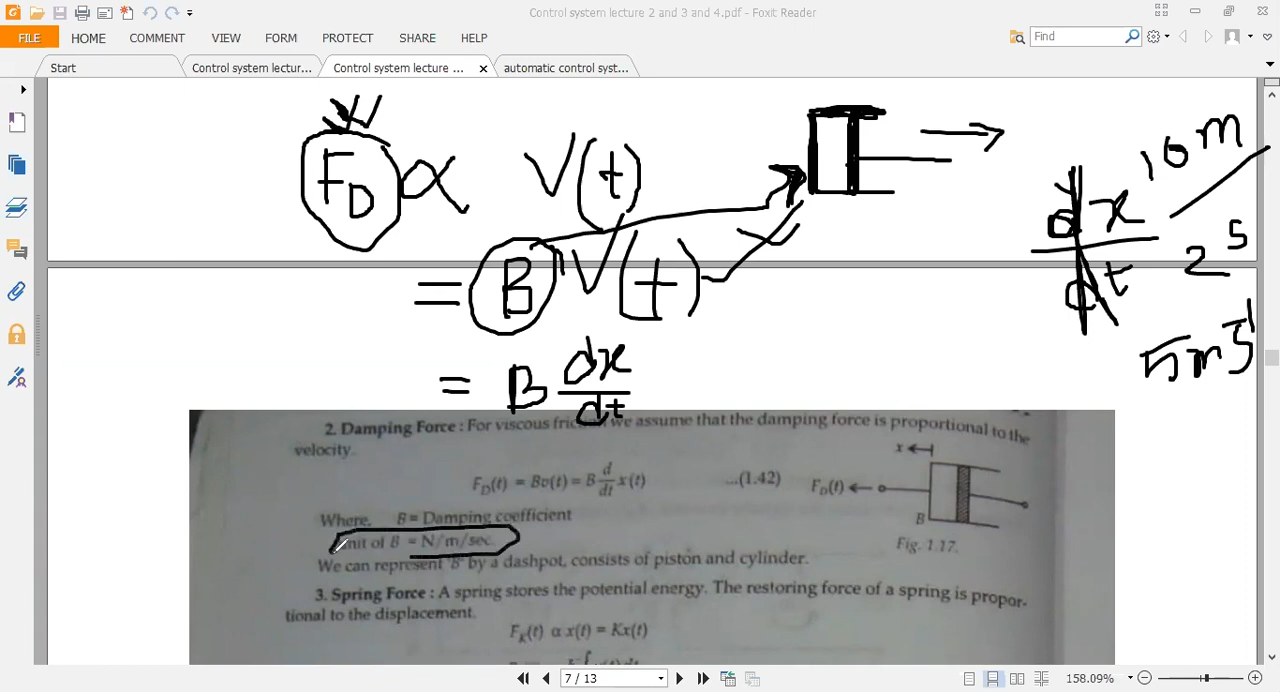 Control system lecture 2 and 3 and 4.pdf - Foxit Reader
FILE HOME COMMENT VIEW FORM PROTECT SHARE HELP Find
Start Control system lectur... Control system lecture ... automatic control syst...
F_D ∝ V(t)
= B V(t)
= B dx/dt
dx/dt 10 m / 2 s
5 m s⁻¹
2. Damping Force : For viscous fric we assume that the damping force is proportional to the
velocity.
F_D(t) = Bv(t) = B d/dt x(t) ...(1.42)
x
F_D(t)
B
Fig. 1.17.
Where, B = Damping coefficient
nit of B = N/m/sec.
We can represent "B" by a dashpot, consists of piston and cylinder.
3. Spring Force : A spring stores the potential energy. The restoring force of a spring is propor-
tional to the displacement.
F_K(t) α x(t) = Kx(t)
7 / 13 158.09%